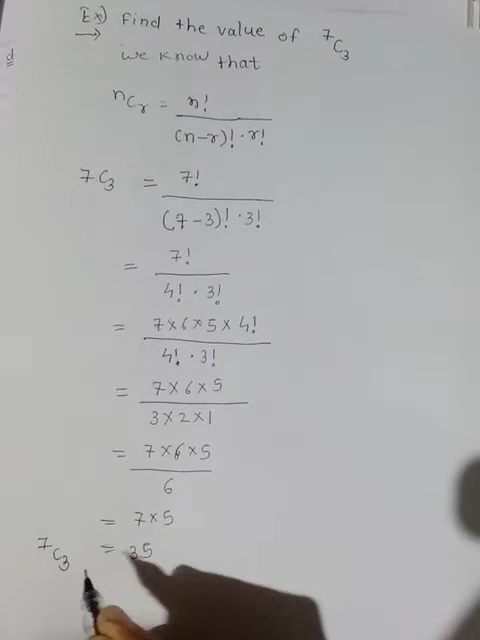 Ex) Find the value of ⁷C₃
→ we know that
ⁿCᵣ = n! / (n-r)! · r!
7C₃ = 7! / (7-3)! · 3!
= 7! / 4! · 3!
= 7×6×5×4! / 4! · 3!
= 7×6×5 / 3×2×1
= 7×6×5 / 6
= 7×5
⁷C₃ = 35